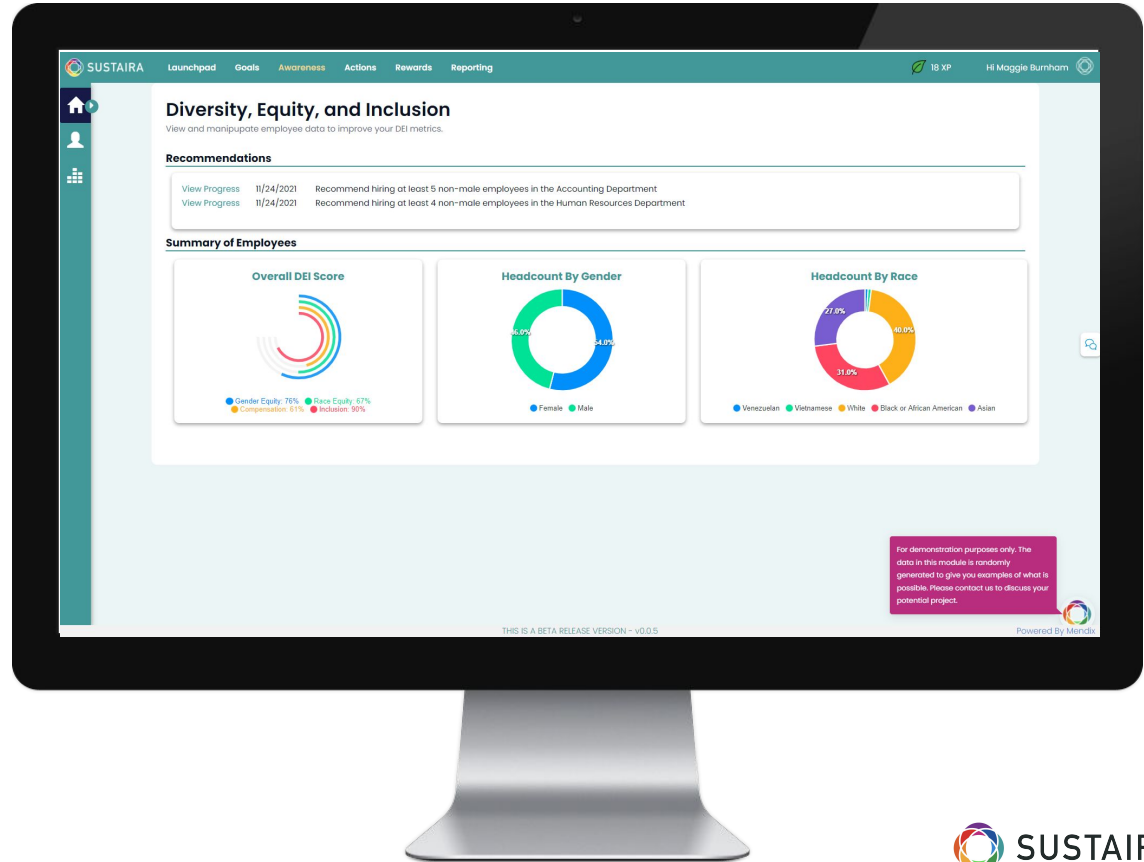 SUSTAIRA Launchpad Goals Awareness Actions Rewards Reporting 18 XP Hi Maggie Burnham
Diversity, Equity, and Inclusion
View and manipupate employee data to improve your DEI metrics.
Recommendations
View Progress 11/24/2021 Recommend hiring at least 5 non-male employees in the Accounting Department
View Progress 11/24/2021 Recommend hiring at least 4 non-male employees in the Human Resources Department
Summary of Employees
Overall DEI Score
Gender Equity: 76% Race Equity: 67%
Compensation: 61% Inclusion: 90%
Headcount By Gender
46.0%
54.0%
Female Male
Headcount By Race
27.0%
40.0%
31.0%
Venezuelan Vietnamese White Black or African American Asian
For demonstration purposes only. The
data in this module is randomly
generated to give you examples of what is
possible. Please contact us to discuss your
potential project.
THIS IS A BETA RELEASE VERSION - v0.0.5
Powered By Mendix
SUSTAIR